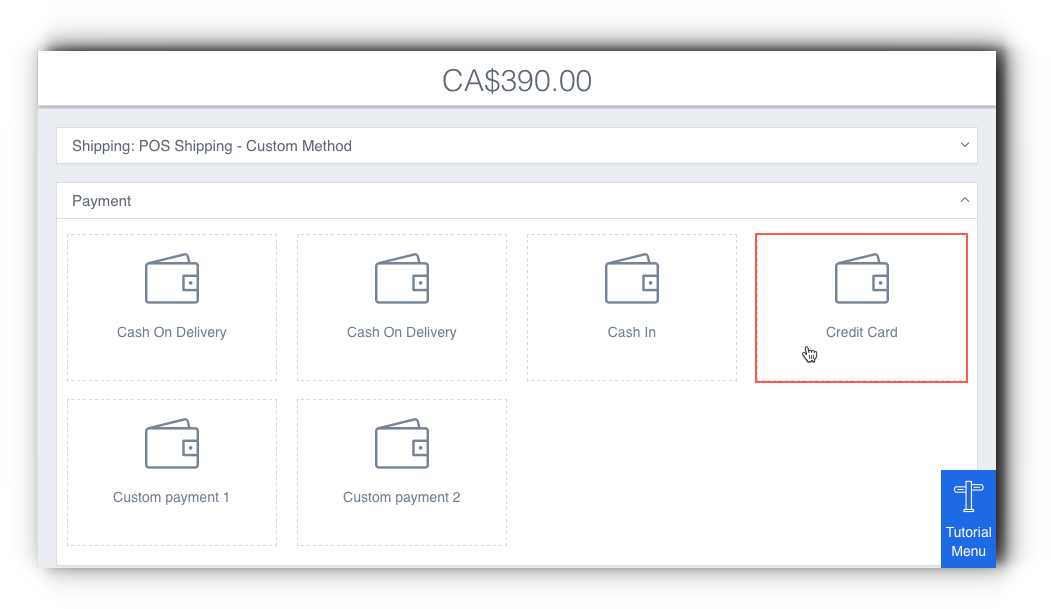 CA$390.00
Shipping: POS Shipping - Custom Method
Payment
Cash On Delivery
Cash On Delivery
Cash In
Credit Card
Custom payment 1
Custom payment 2
Tutorial
Menu